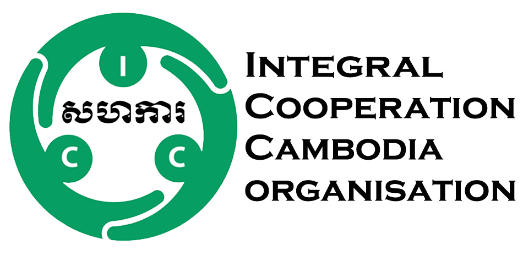 I
សហការ
C C
INTEGRAL
COOPERATION
CAMBODIA
ORGANISATION